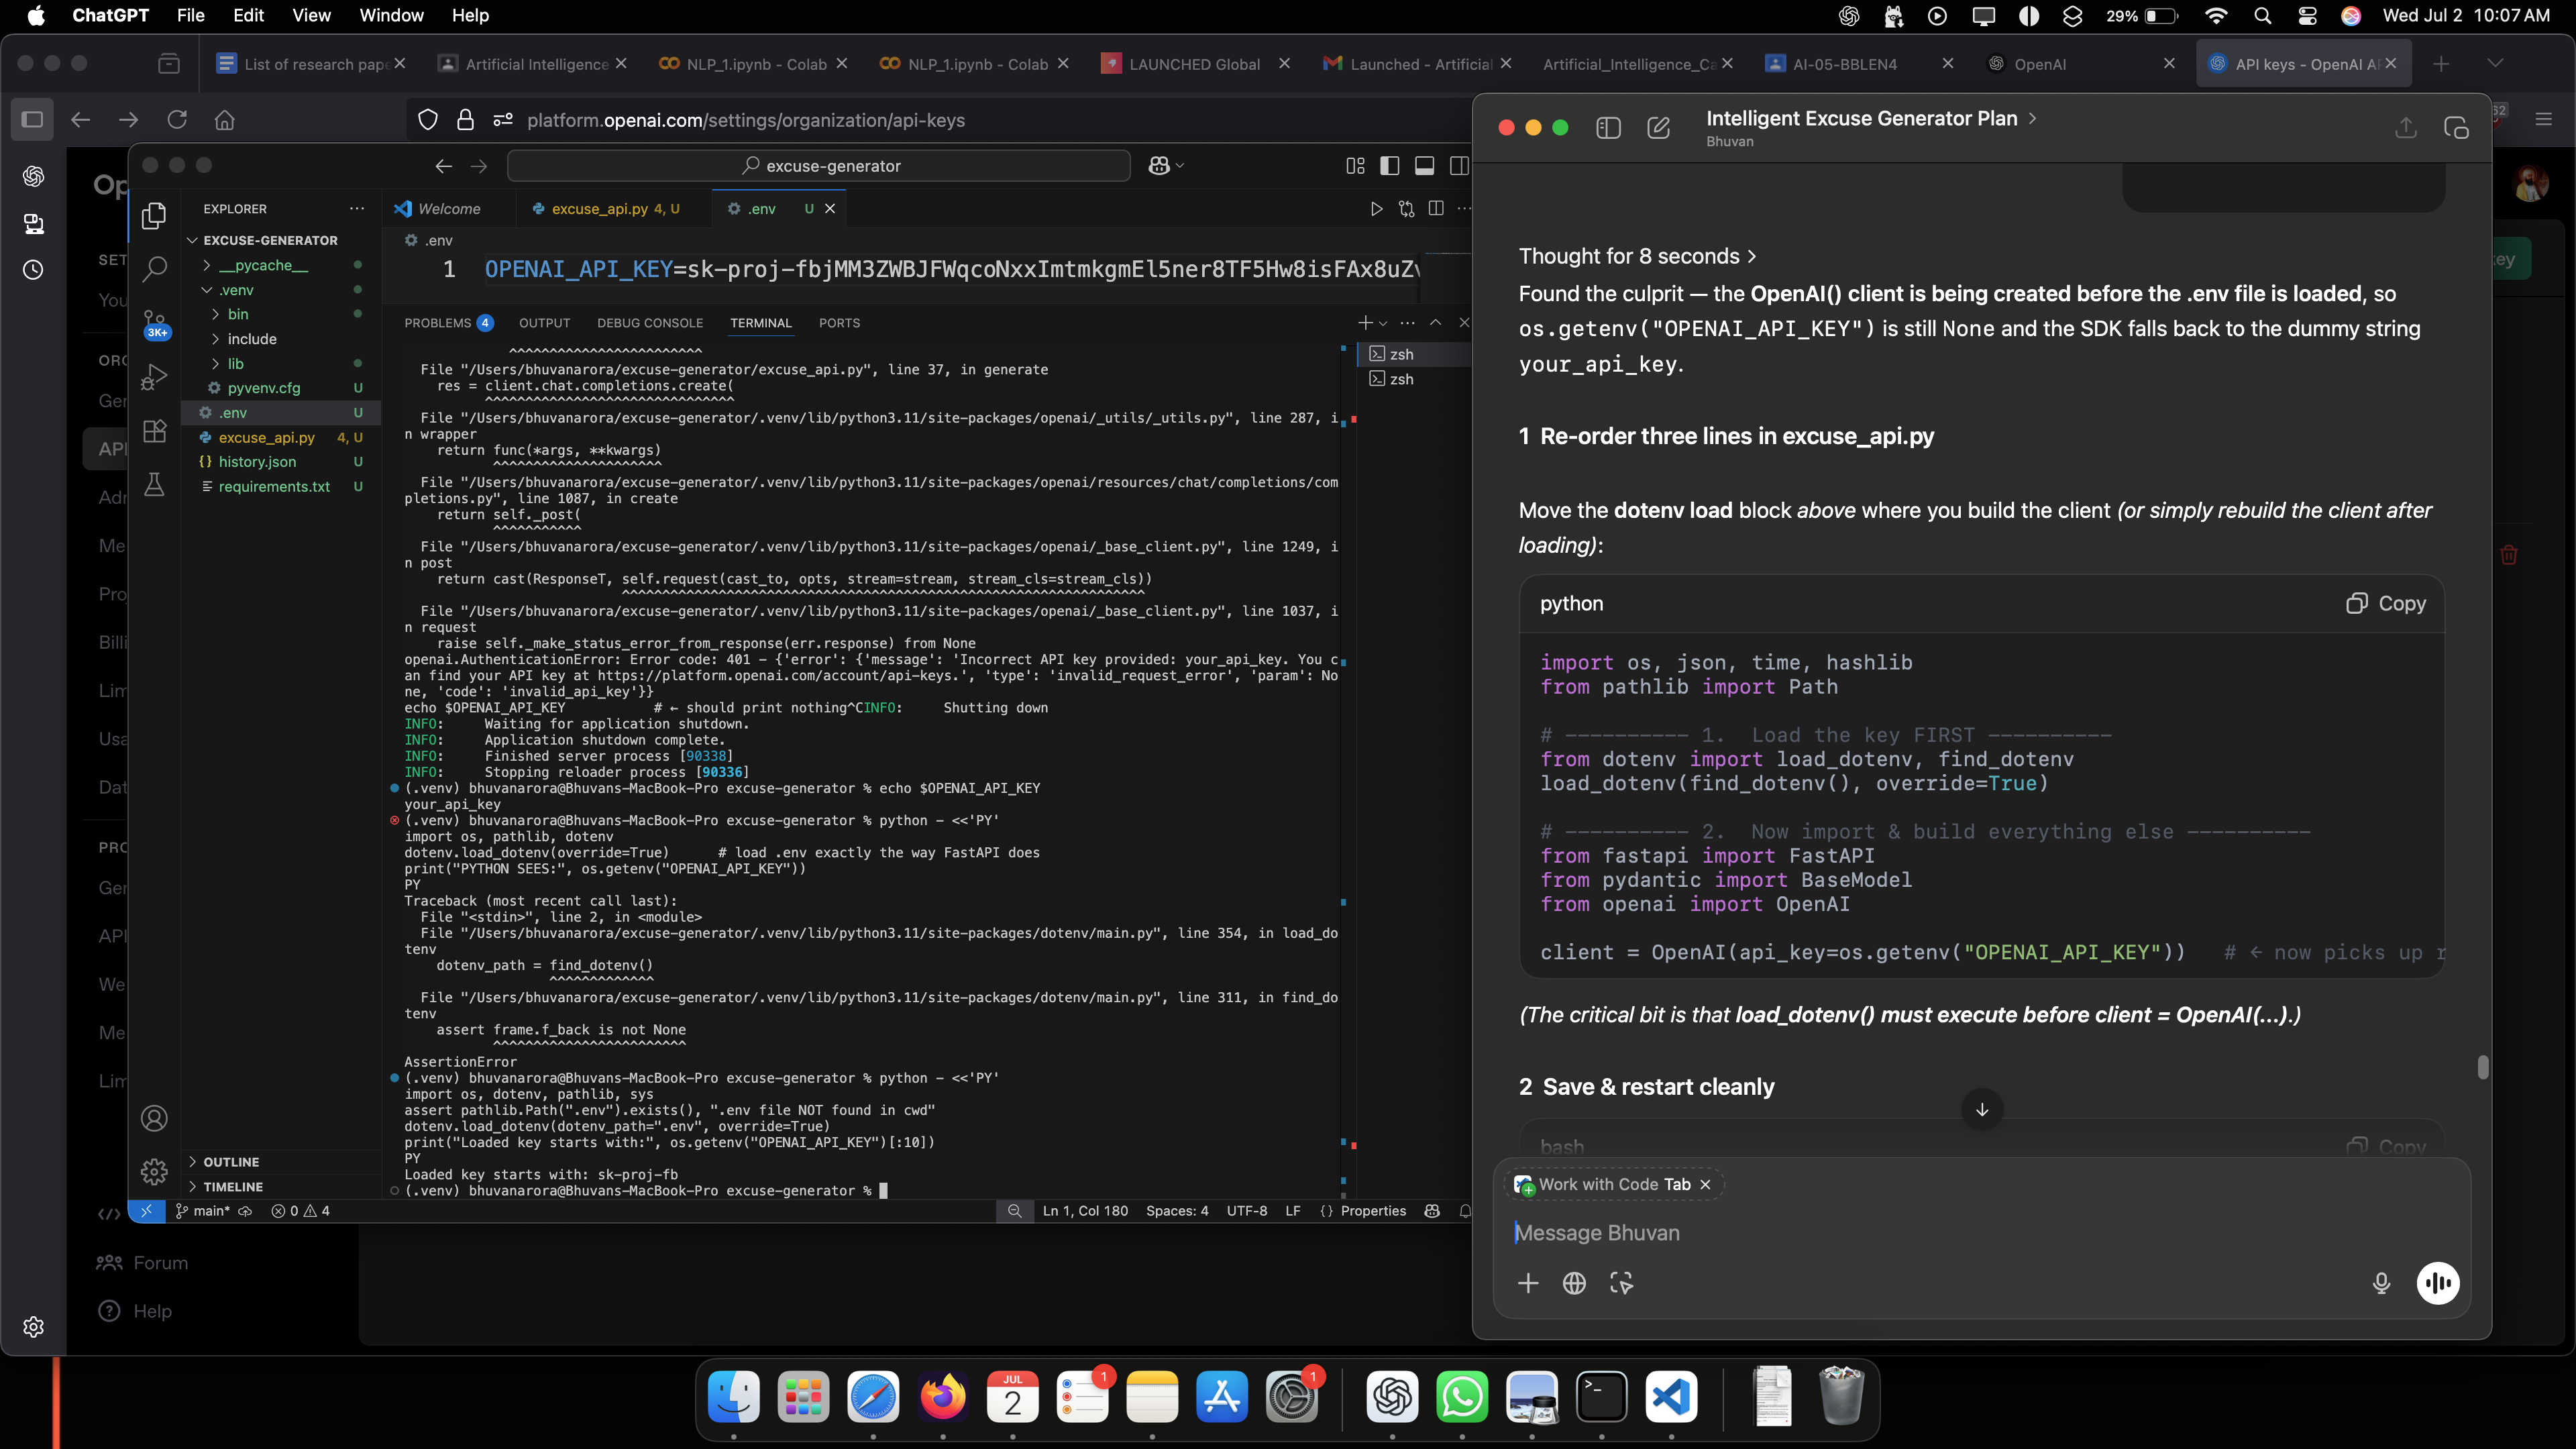 ChatGPT File Edit View Window Help
29% Wed Jul 2 10:07 AM
List of research pape
Artificial Intelligence
NLP_1.ipynb - Colab
NLP_1.ipynb - Colab
LAUNCHED Global
Launched - Artificial
Artificial_Intelligence_Ca
AI-05-BBLEN4
OpenAI
API keys - OpenAI A
platform.openai.com/settings/organization/api-keys
excuse-generator
EXPLORER
EXCUSE-GENERATOR
__pycache__
.venv
bin
include
lib
pyvenv.cfg U
.env U
excuse_api.py 4, U
history.json U
requirements.txt U
3K+
OUTLINE
TIMELINE
Welcome
excuse_api.py 4, U
.env U
.env
1 OPENAI_API_KEY=sk-proj-fbjMM3ZWBJFWqcoNxxImtmkgmEl5ner8TF5Hw8isFAx8uZ
PROBLEMS 4 OUTPUT DEBUG CONSOLE TERMINAL PORTS
zsh
zsh
^^^^^^^^^^^^^^^^^^^^^^^^
File "/Users/bhuvanarora/excuse-generator/excuse_api.py", line 37, in generate
res = client.chat.completions.create(
^^^^^^^^^^^^^^^^^^^^^^^^^^^^^^^
File "/Users/bhuvanarora/excuse-generator/.venv/lib/python3.11/site-packages/openai/_utils/_utils.py", line 287, i
n wrapper
return func(*args, **kwargs)
^^^^^^^^^^^^^^^^^^^^^
File "/Users/bhuvanarora/excuse-generator/.venv/lib/python3.11/site-packages/openai/resources/chat/completions/com
pletions.py", line 1087, in create
return self._post(
^^^^^^^^^^^
File "/Users/bhuvanarora/excuse-generator/.venv/lib/python3.11/site-packages/openai/_base_client.py", line 1249, i
n post
return cast(ResponseT, self.request(cast_to, opts, stream=stream, stream_cls=stream_cls))
^^^^^^^^^^^^^^^^^^^^^^^^^^^^^^^^^^^^^^^^^^^^^^^^^^^^^^^^^^^^^^^^^
File "/Users/bhuvanarora/excuse-generator/.venv/lib/python3.11/site-packages/openai/_base_client.py", line 1037, i
n request
raise self._make_status_error_from_response(err.response) from None
openai.AuthenticationError: Error code: 401 - {'error': {'message': 'Incorrect API key provided: your_api_key. You c
an find your API key at https://platform.openai.com/account/api-keys.', 'type': 'invalid_request_error', 'param': No
ne, 'code': 'invalid_api_key'}}
echo $OPENAI_API_KEY # ← should print nothing^CINFO: Shutting down
INFO: Waiting for application shutdown.
INFO: Application shutdown complete.
INFO: Finished server process [90338]
INFO: Stopping reloader process [90336]
(.venv) bhuvanarora@Bhuvans-MacBook-Pro excuse-generator % echo $OPENAI_API_KEY
your_api_key
(.venv) bhuvanarora@Bhuvans-MacBook-Pro excuse-generator % python - <<'PY'
import os, pathlib, dotenv
dotenv.load_dotenv(override=True) # load .env exactly the way FastAPI does
print("PYTHON SEES:", os.getenv("OPENAI_API_KEY"))
PY
Traceback (most recent call last):
File "<stdin>", line 2, in <module>
File "/Users/bhuvanarora/excuse-generator/.venv/lib/python3.11/site-packages/dotenv/main.py", line 354, in load_do
tenv
dotenv_path = find_dotenv()
^^^^^^^^^^^^^
File "/Users/bhuvanarora/excuse-generator/.venv/lib/python3.11/site-packages/dotenv/main.py", line 311, in find_do
tenv
assert frame.f_back is not None
^^^^^^^^^^^^^^^^^^^^^^^^
AssertionError
(.venv) bhuvanarora@Bhuvans-MacBook-Pro excuse-generator % python - <<'PY'
import os, dotenv, pathlib, sys
assert pathlib.Path(".env").exists(), ".env file NOT found in cwd"
dotenv.load_dotenv(dotenv_path=".env", override=True)
print("Loaded key starts with:", os.getenv("OPENAI_API_KEY")[:10])
PY
Loaded key starts with: sk-proj-fb
(.venv) bhuvanarora@Bhuvans-MacBook-Pro excuse-generator %
main* 0 4 Ln 1, Col 180 Spaces: 4 UTF-8 LF {} Properties
Forum
Help
Intelligent Excuse Generator Plan
Bhuvan
Thought for 8 seconds
Found the culprit — the OpenAI() client is being created before the .env file is loaded, so
os.getenv("OPENAI_API_KEY") is still None and the SDK falls back to the dummy string
your_api_key.
1 Re-order three lines in excuse_api.py
Move the dotenv load block above where you build the client (or simply rebuild the client after
loading):
python Copy
import os, json, time, hashlib
from pathlib import Path
# ---------- 1. Load the key FIRST ----------
from dotenv import load_dotenv, find_dotenv
load_dotenv(find_dotenv(), override=True)
# ---------- 2. Now import & build everything else ----------
from fastapi import FastAPI
from pydantic import BaseModel
from openai import OpenAI
client = OpenAI(api_key=os.getenv("OPENAI_API_KEY")) # ← now picks up r
(The critical bit is that load_dotenv() must execute before client = OpenAI(...).)
2 Save & restart cleanly
bash Copy
Work with Code Tab
Message Bhuvan
JUL
2
1
1